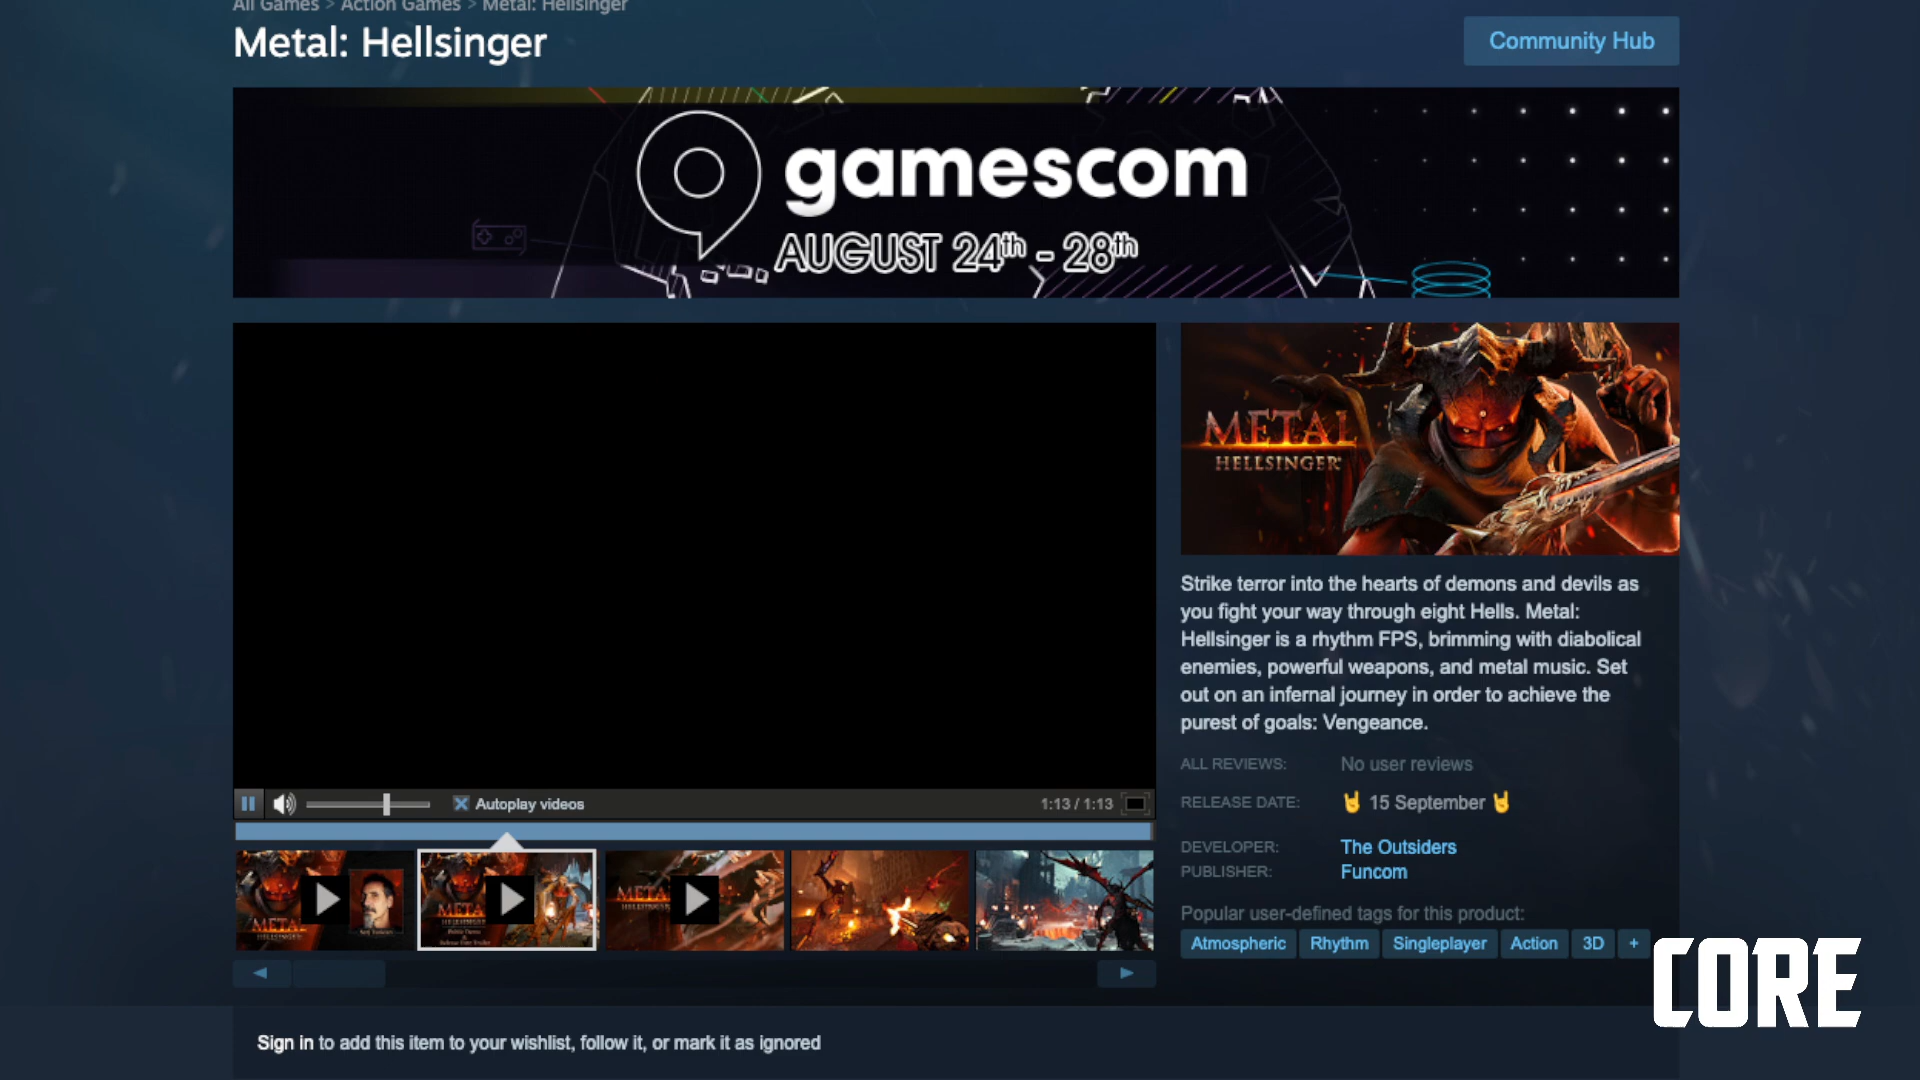 All Games > Action Games > Metal: Hellsinger
Metal: Hellsinger
Community Hub
gamescom
AUGUST 24th - 28th
METAL
HELLSINGER
Strike terror into the hearts of demons and devils as
you fight your way through eight Hells. Metal:
Hellsinger is a rhythm FPS, brimming with diabolical
enemies, powerful weapons, and metal music. Set
out on an infernal journey in order to achieve the
purest of goals: Vengeance.
ALL REVIEWS: No user reviews
RELEASE DATE: 🤘 15 September 🤘
DEVELOPER: The Outsiders
PUBLISHER: Funcom
Popular user-defined tags for this product:
Atmospheric Rhythm Singleplayer Action 3D +
Autoplay videos 1:13 / 1:13
METAL
HELLSINGER
METAL
META
Sign in to add this item to your wishlist, follow it, or mark it as ignored
CORE